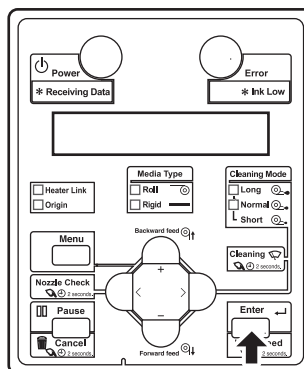 Power
Error
* Receiving Data
* Ink Low
Media Type
Roll
Rigid
Cleaning Mode
Long
Normal
Short
Heater Link
Origin
Menu
Backward feed
Cleaning
2 seconds.
Nozzle Check
2 seconds.
+
< >
−
Pause
Cancel
2 seconds.
Enter
Forward feed